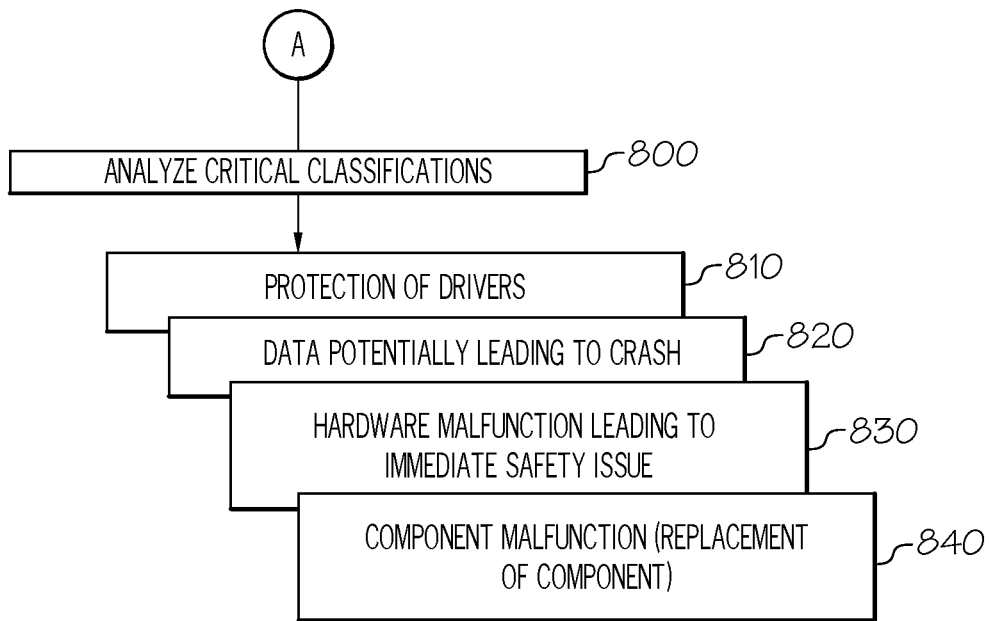 A
ANALYZE CRITICAL CLASSIFICATIONS
800
PROTECTION OF DRIVERS
810
DATA POTENTIALLY LEADING TO CRASH
820
HARDWARE MALFUNCTION LEADING TO
IMMEDIATE SAFETY ISSUE
830
COMPONENT MALFUNCTION (REPLACEMENT
OF COMPONENT)
840